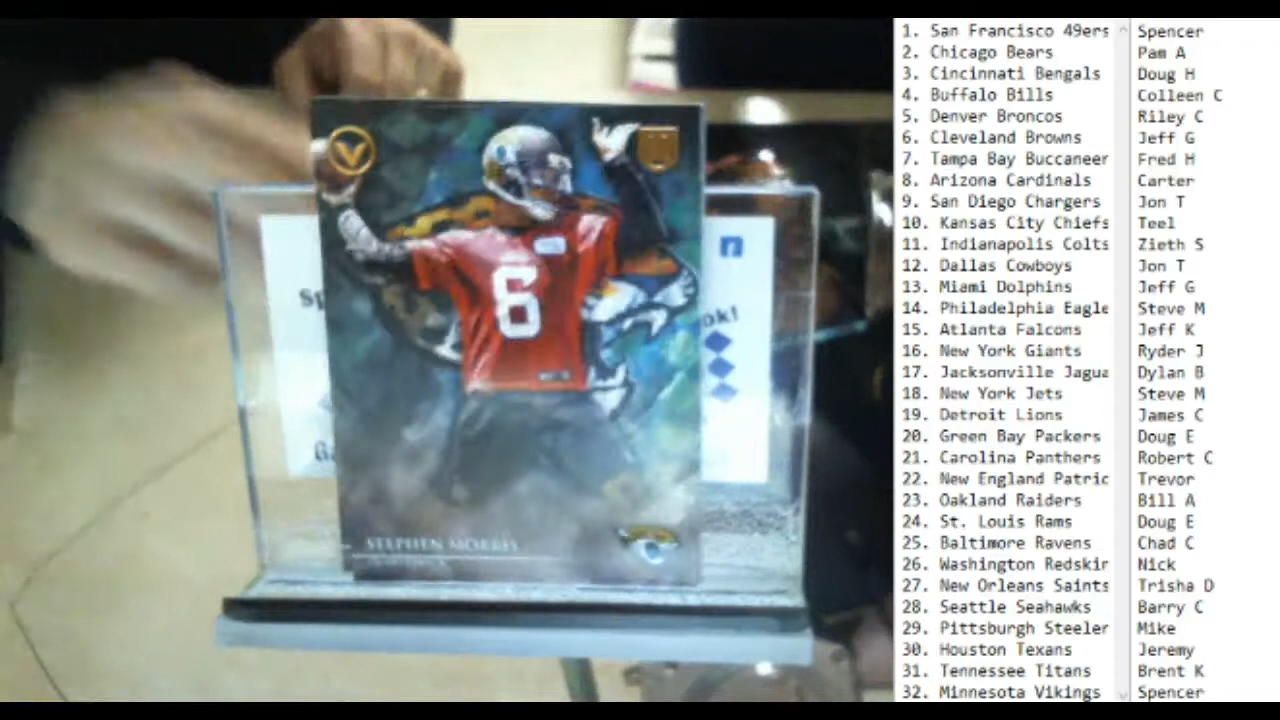 V
6
Sp
ok!
Ga
STEPHEN MORRIS
1. San Francisco 49ers Spencer
2. Chicago Bears Pam A
3. Cincinnati Bengals Doug H
4. Buffalo Bills Colleen C
5. Denver Broncos Riley C
6. Cleveland Browns Jeff G
7. Tampa Bay Buccaneer Fred H
8. Arizona Cardinals Carter
9. San Diego Chargers Jon T
10. Kansas City Chiefs Teel
11. Indianapolis Colts Zieth S
12. Dallas Cowboys Jon T
13. Miami Dolphins Jeff G
14. Philadelphia Eagle Steve M
15. Atlanta Falcons Jeff K
16. New York Giants Ryder J
17. Jacksonville Jagua Dylan B
18. New York Jets Steve M
19. Detroit Lions James C
20. Green Bay Packers Doug E
21. Carolina Panthers Robert C
22. New England Patric Trevor
23. Oakland Raiders Bill A
24. St. Louis Rams Doug E
25. Baltimore Ravens Chad C
26. Washington Redskir Nick
27. New Orleans Saints Trisha D
28. Seattle Seahawks Barry C
29. Pittsburgh Steeler Mike
30. Houston Texans Jeremy
31. Tennessee Titans Brent K
32. Minnesota Vikings Spencer